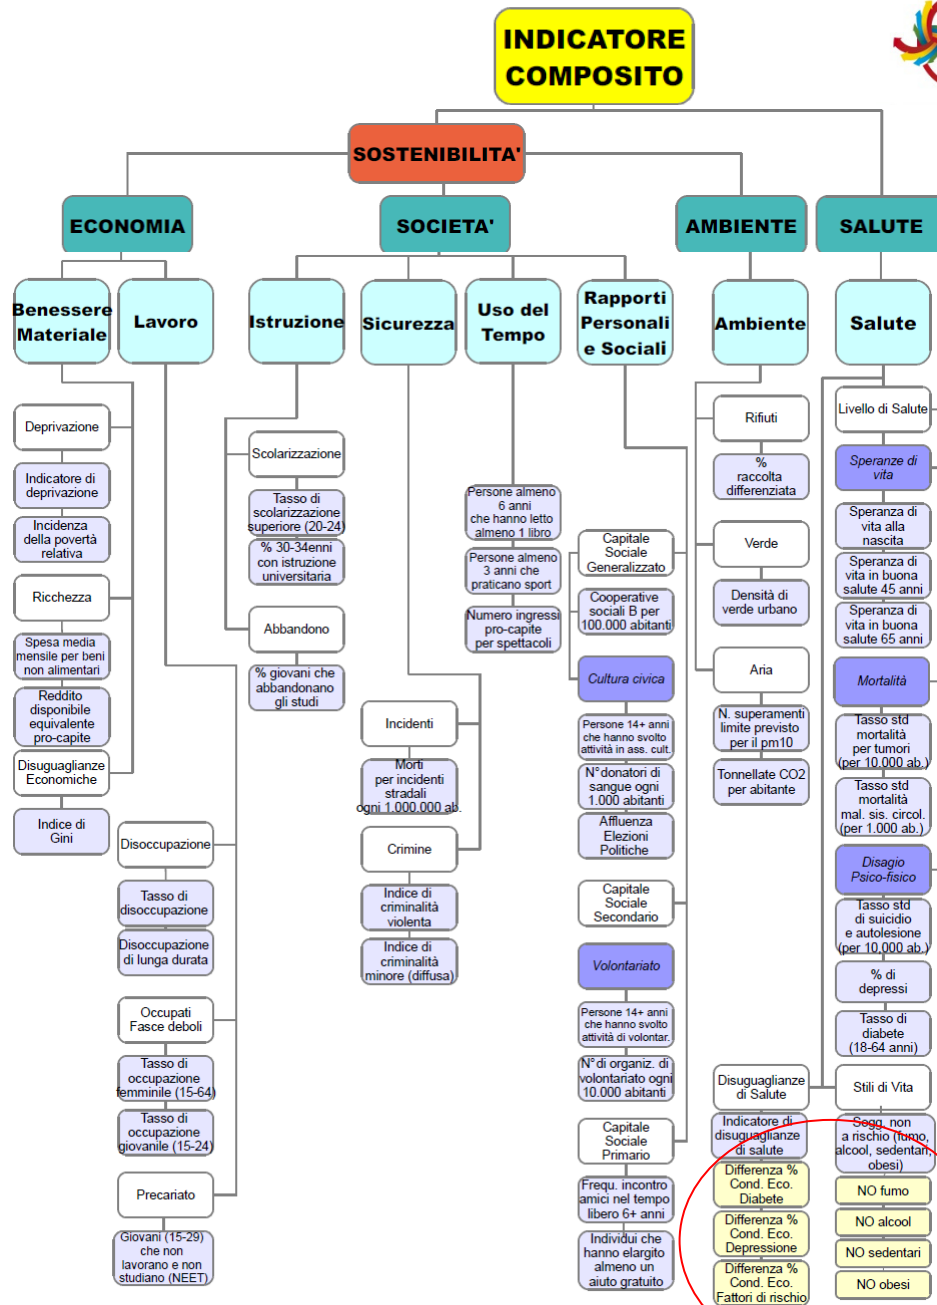 INDICATORE
COMPOSITO
SOSTENIBILITA'
ECONOMIA
SOCIETA'
AMBIENTE
SALUTE
Benessere
Materiale
Lavoro
Istruzione
Sicurezza
Uso del
Tempo
Rapporti
Personali
e Sociali
Ambiente
Salute
Deprivazione
Indicatore di
deprivazione
Incidenza
della povertà
relativa
Ricchezza
Spesa media
mensile per beni
non alimentari
Reddito
disponibile
equivalente
pro-capite
Disuguaglianze
Economiche
Indice di
Gini
Disoccupazione
Tasso di
disoccupazione
Disoccupazione
di lunga durata
Occupati
Fasce deboli
Tasso di
occupazione
femminile (15-64)
Tasso di
occupazione
giovanile (15-24)
Precariato
Giovani (15-29)
che non
lavorano e non
studiano (NEET)
Scolarizzazione
Tasso di
scolarizzazione
superiore (20-24)
% 30-34enni
con istruzione
universitaria
Abbandono
% giovani che
abbandonano
gli studi
Incidenti
Morti
per incidenti
stradali
ogni 1.000.000 ab.
Crimine
Indice di
criminalità
violenta
Indice di
criminalità
minore (diffusa)
Persone almeno
6 anni
che hanno letto
almeno 1 libro
Persone almeno
3 anni che
praticano sport
Numero ingressi
pro-capite
per spettacoli
Capitale
Sociale
Generalizzato
Cooperative
sociali B per
100.000 abitanti
Cultura civica
Persone 14+ anni
che hanno svolto
attività in ass. cult.
N°donatori di
sangue ogni
1.000 abitanti
Affluenza
Elezioni
Politiche
Capitale
Sociale
Secondario
Volontariato
Persone 14+ anni
che hanno svolto
attività di volontar.
N°di organiz. di
volontariato ogni
10.000 abitanti
Capitale
Sociale
Primario
Frequ. incontro
amici nel tempo
libero 6+ anni
Individui che
hanno elargito
almeno un
aiuto gratuito
Rifiuti
%
raccolta
differenziata
Verde
Densità di
verde urbano
Aria
N. superamenti
limite previsto
per il pm10
Tonnellate CO2
per abitante
Disuguaglianze
di Salute
Indicatore di
disuguaglianze
di salute
Differenza %
Cond. Eco.
Diabete
Differenza %
Cond. Eco.
Depressione
Differenza %
Cond. Eco.
Fattori di rischio
Livello di Salute
Speranze di
vita
Speranza di
vita alla
nascita
Speranza di
vita in buona
salute 45 anni
Speranza di
vita in buona
salute 65 anni
Mortalità
Tasso std
mortalità
per tumori
(per 10.000 ab.)
Tasso std
mortalità
mal. sis. circol.
(per 1.000 ab.)
Disagio
Psico-fisico
Tasso std
di suicidio
e autolesione
(per 10,000 ab.)
% di
depressi
Tasso di
diabete
(18-64 anni)
Stili di Vita
Sogg. non
a rischio (fumo,
alcool, sedentari,
obesi)
NO fumo
NO alcool
NO sedentari
NO obesi